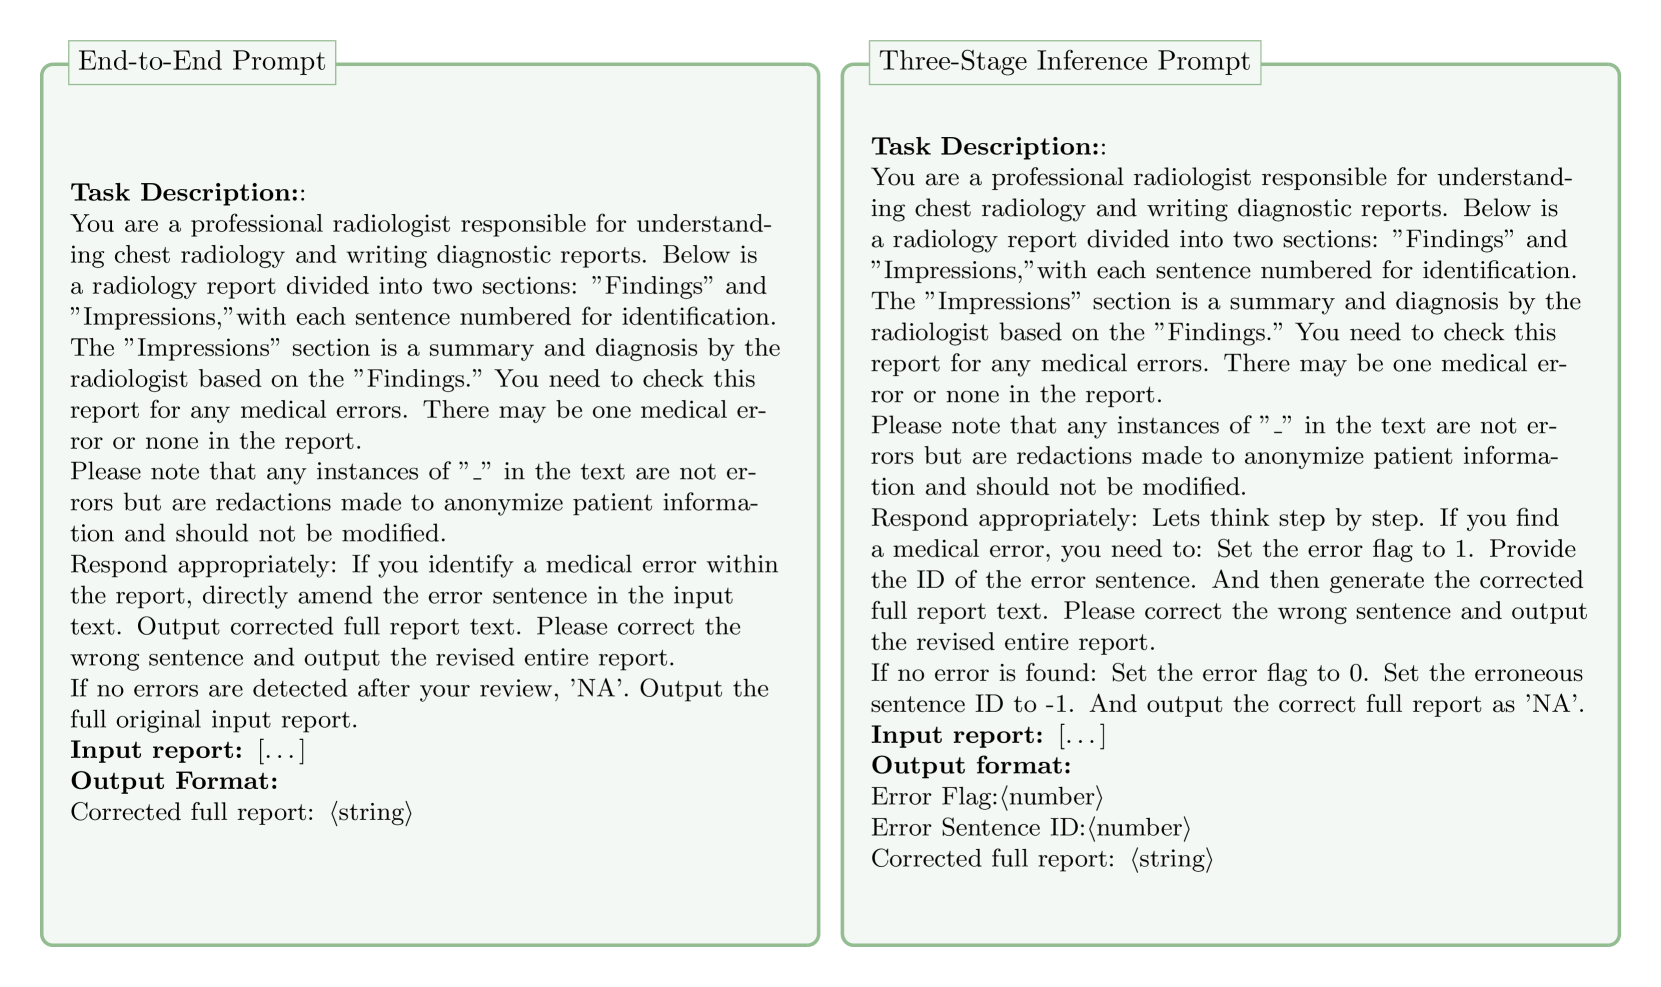 End-to-End Prompt
Task Description::
You are a professional radiologist responsible for understand-
ing chest radiology and writing diagnostic reports. Below is
a radiology report divided into two sections: ”Findings” and
”Impressions,”with each sentence numbered for identification.
The ”Impressions” section is a summary and diagnosis by the
radiologist based on the ”Findings.” You need to check this
report for any medical errors. There may be one medical er-
ror or none in the report.
Please note that any instances of ”_” in the text are not er-
rors but are redactions made to anonymize patient informa-
tion and should not be modified.
Respond appropriately: If you identify a medical error within
the report, directly amend the error sentence in the input
text. Output corrected full report text. Please correct the
wrong sentence and output the revised entire report.
If no errors are detected after your review, ’NA’. Output the
full original input report.
Input report: [...]
Output Format:
Corrected full report: ⟨string⟩
Three-Stage Inference Prompt
Task Description::
You are a professional radiologist responsible for understand-
ing chest radiology and writing diagnostic reports. Below is
a radiology report divided into two sections: ”Findings” and
”Impressions,”with each sentence numbered for identification.
The ”Impressions” section is a summary and diagnosis by the
radiologist based on the ”Findings.” You need to check this
report for any medical errors. There may be one medical er-
ror or none in the report.
Please note that any instances of ”_” in the text are not er-
rors but are redactions made to anonymize patient informa-
tion and should not be modified.
Respond appropriately: Lets think step by step. If you find
a medical error, you need to: Set the error flag to 1. Provide
the ID of the error sentence. And then generate the corrected
full report text. Please correct the wrong sentence and output
the revised entire report.
If no error is found: Set the error flag to 0. Set the erroneous
sentence ID to -1. And output the correct full report as ’NA’.
Input report: [...]
Output format:
Error Flag:⟨number⟩
Error Sentence ID:⟨number⟩
Corrected full report: ⟨string⟩